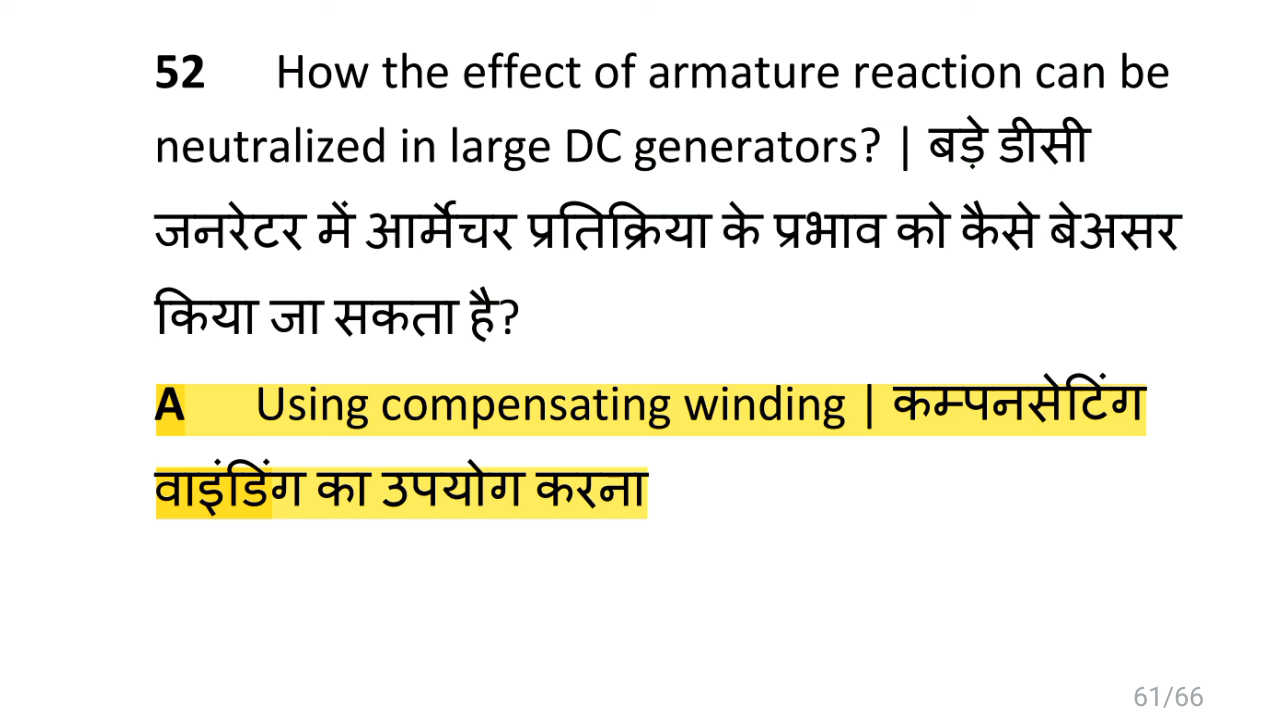 52 How the effect of armature reaction can be
neutralized in large DC generators? | बड़े डीसी
जनरेटर में आर्मेचर प्रतिक्रिया के प्रभाव को कैसे बेअसर
किया जा सकता है?
A Using compensating winding | कम्पनसेटिंग
वाइंडिंग का उपयोग करना
61/66